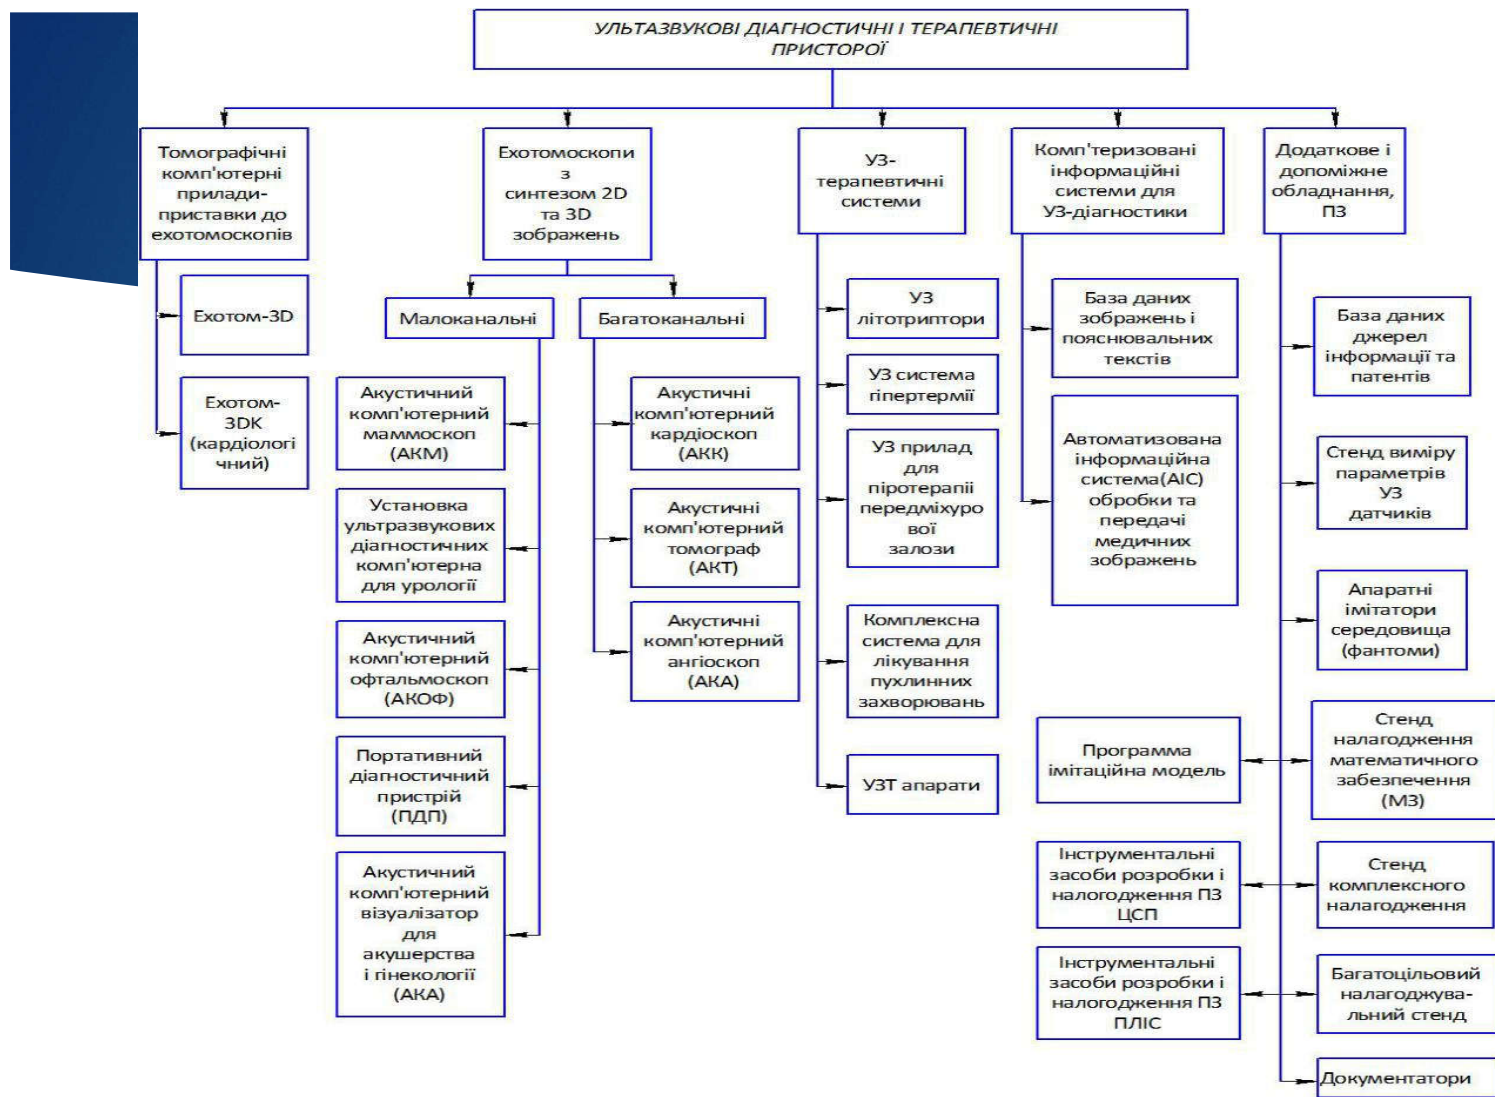 УЛЬТАЗВУКОВІ ДІАГНОСТИЧНІ І ТЕРАПЕВТИЧНІ
ПРИСТОРОЇ
Томографічні
комп'ютерні
прилади-
приставки до
ехотомоскопів
Ехотом-3D
Ехотом-
3DK
(кардіологі
чний)
Ехотомоскопи
з
синтезом 2D
та 3D
зображень
Малоканальні
Акустичний
комп'ютерний
маммоскоп
(АКМ)
Установка
ультразвукових
діагностичних
комп'ютерна
для урології
Акустичний
комп'ютерний
офтальмоскоп
(АКОФ)
Портативний
діагностичний
пристрій
(ПДП)
Акустичний
комп'ютерний
візуалізатор
для
акушерства
і гінекології
(АКА)
Багатоканальні
Акустичні
комп'ютерний
кардіоскоп
(АКК)
Акустичні
комп'ютерний
томограф
(АКТ)
Акустичні
комп'ютерний
ангіоскоп
(АКА)
УЗ-
терапевтичні
системи
УЗ
літотриптори
УЗ система
гіпертермії
УЗ прилад
для
піротерапіі
передміхуро
вої
залози
Комплексна
система для
лікування
пухлинних
захворювань
УЗТ апарати
Комп'теризовані
інформаційні
системи для
УЗ-діагностики
База даних
зображень і
пояснювальних
текстів
Автоматизована
інформаційна
система(АІС)
обробки та
передачі
медичних
зображень
Додаткове і
допоміжне
обладнання,
ПЗ
База даних
джерел
інформації та
патентів
Стенд виміру
параметрів
УЗ
датчиків
Апаратні
імітатори
середовища
(фантоми)
Программа
імітаційна модель
Стенд
налагодження
математичного
забезпечення
(МЗ)
Інструментальні
засоби розробки і
налогодження ПЗ
ЦСП
Стенд
комплексного
налагодження
Інструментальні
засоби розробки і
налогодження ПЗ
ПЛІС
Багатоцільовий
налагоджува-
льний стенд
Документатори